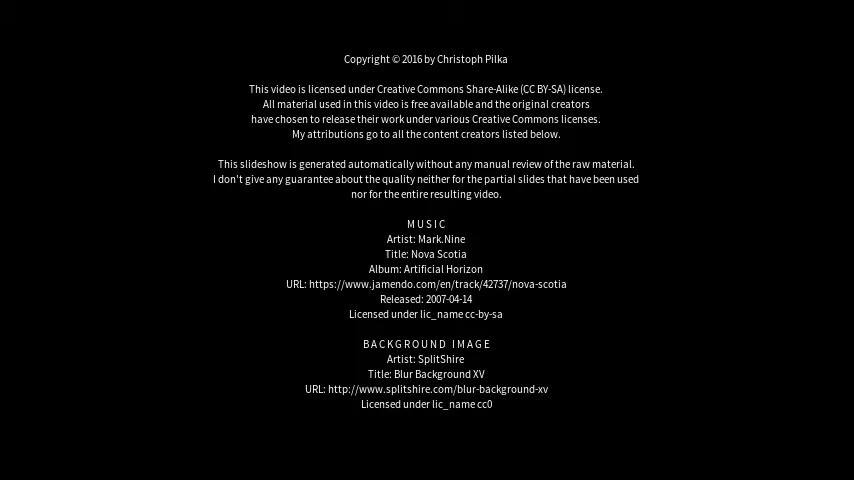 Copyright © 2016 by Christoph Pilka
This video is licensed under Creative Commons Share-Alike (CC BY-SA) license.
All material used in this video is free available and the original creators
have chosen to release their work under various Creative Commons licenses.
My attributions go to all the content creators listed below.
This slideshow is generated automatically without any manual review of the raw material.
I don't give any guarantee about the quality neither for the partial slides that have been used
nor for the entire resulting video.
MUSIC
Artist: Mark.Nine
Title: Nova Scotia
Album: Artificial Horizon
URL: https://www.jamendo.com/en/track/42737/nova-scotia
Released: 2007-04-14
Licensed under lic_name cc-by-sa
BACKGROUND IMAGE
Artist: SplitShire
Title: Blur Background XV
URL: http://www.splitshire.com/blur-background-xv
Licensed under lic_name cc0